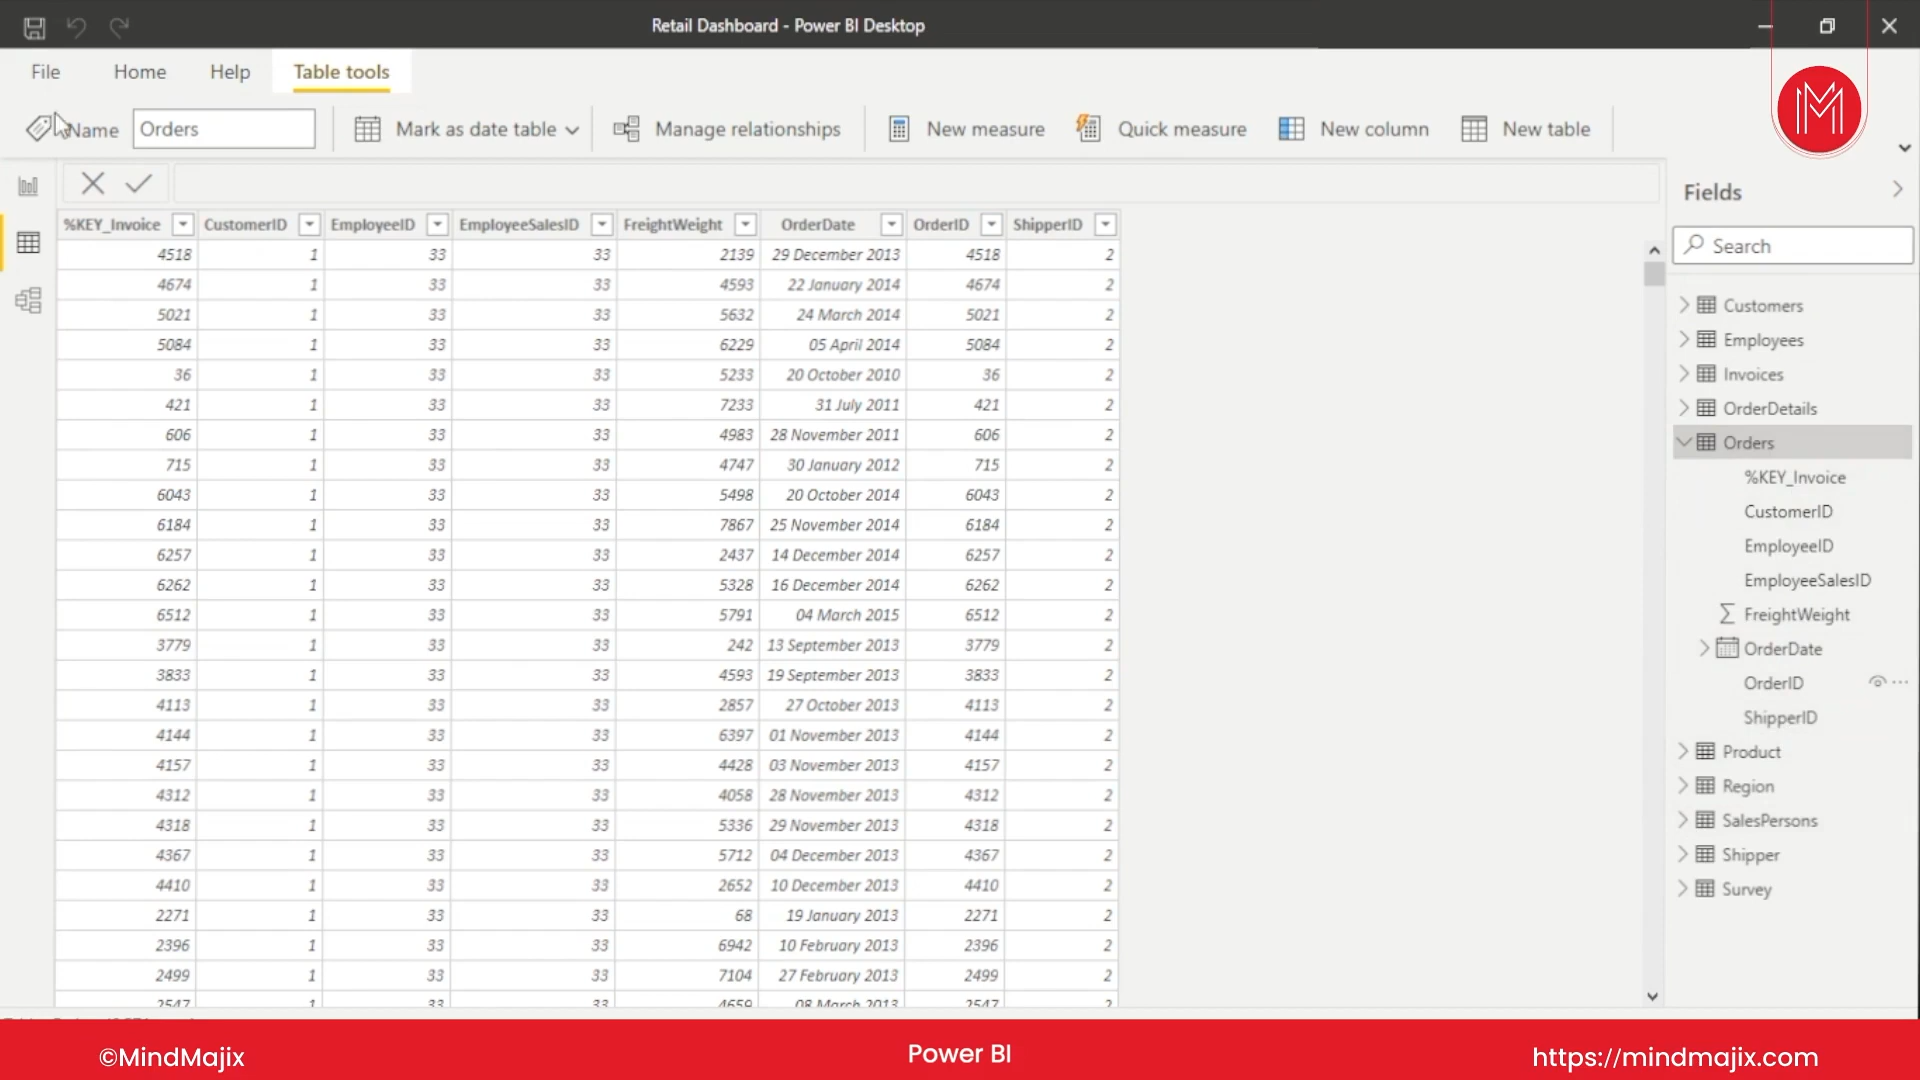 Retail Dashboard - Power BI Desktop
File Home Help Table tools
Name Orders Mark as date table Manage relationships New measure Quick measure New column New table
Fields
Search
%KEY_Invoice CustomerID EmployeeID EmployeeSalesID FreightWeight OrderDate OrderID ShipperID
4518 1 33 33 2139 29 December 2013 4518 2
4674 1 33 33 4593 22 January 2014 4674 2
5021 1 33 33 5632 24 March 2014 5021 2
5084 1 33 33 6229 05 April 2014 5084 2
36 1 33 33 5233 20 October 2010 36 2
421 1 33 33 7233 31 July 2011 421 2
606 1 33 33 4983 28 November 2011 606 2
715 1 33 33 4747 30 January 2012 715 2
6043 1 33 33 5498 20 October 2014 6043 2
6184 1 33 33 7867 25 November 2014 6184 2
6257 1 33 33 2437 14 December 2014 6257 2
6262 1 33 33 5328 16 December 2014 6262 2
6512 1 33 33 5791 04 March 2015 6512 2
3779 1 33 33 242 13 September 2013 3779 2
3833 1 33 33 4593 19 September 2013 3833 2
4113 1 33 33 2857 27 October 2013 4113 2
4144 1 33 33 6397 01 November 2013 4144 2
4157 1 33 33 4428 03 November 2013 4157 2
4312 1 33 33 4058 28 November 2013 4312 2
4318 1 33 33 5336 29 November 2013 4318 2
4367 1 33 33 5712 04 December 2013 4367 2
4410 1 33 33 2652 10 December 2013 4410 2
2271 1 33 33 68 19 January 2013 2271 2
2396 1 33 33 6942 10 February 2013 2396 2
2499 1 33 33 7104 27 February 2013 2499 2
2547 1 33 33 4659 08 March 2013 2547 2
Customers
Employees
Invoices
OrderDetails
Orders
%KEY_Invoice
CustomerID
EmployeeID
EmployeeSalesID
FreightWeight
OrderDate
OrderID
ShipperID
Product
Region
SalesPersons
Shipper
Survey
©MindMajix Power BI https://mindmajix.com